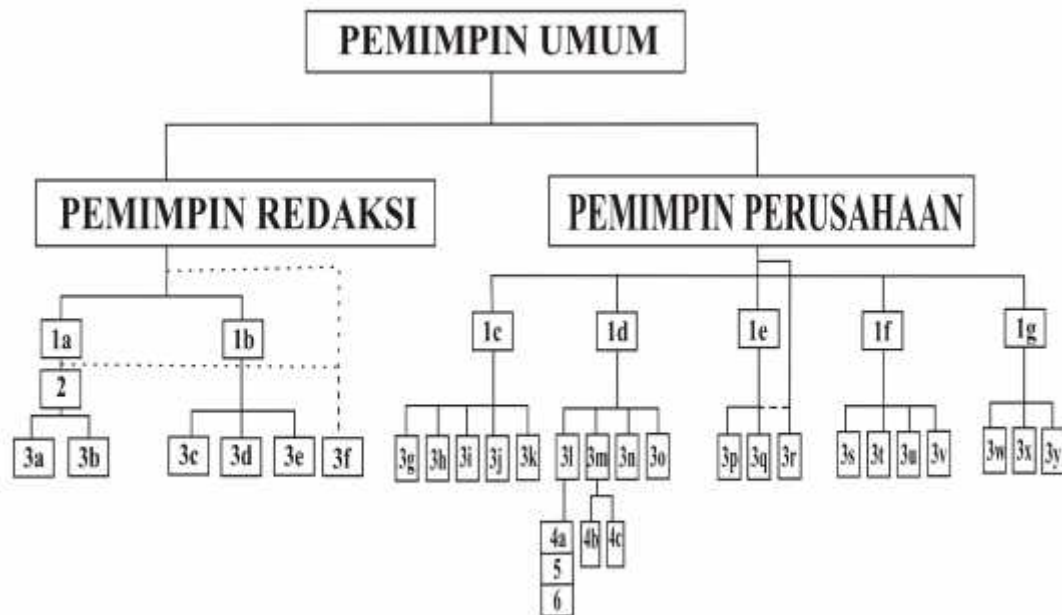 PEMIMPIN UMUM
PEMIMPIN REDAKSI
PEMIMPIN PERUSAHAAN
1a
1b
1c
1d
1e
1f
1g
2
3a
3b
3c
3d
3e
3f
3g
3h
3i
3j
3k
3l
3m
3n
3o
3p
3q
3r
3s
3t
3u
3v
3w
3x
3y
4a
4b
4c
5
6